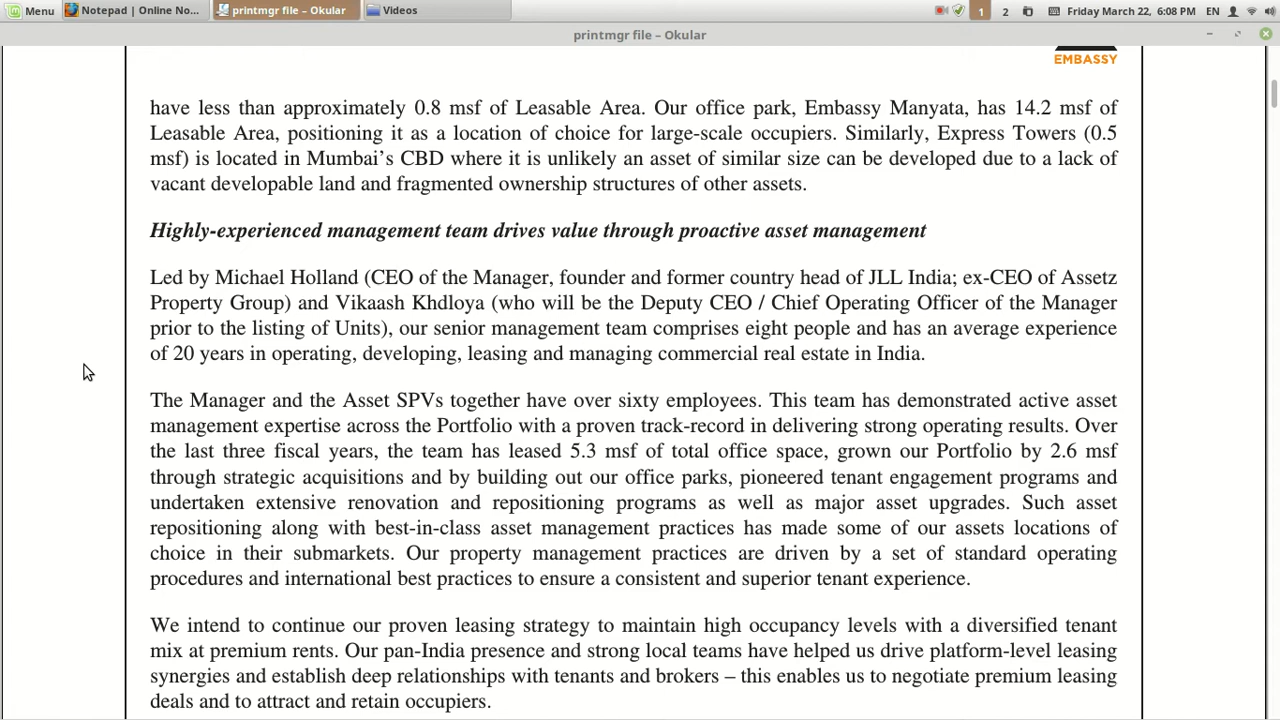 Menu Notepad | Online No... printmgr file – Okular Videos 1 2 Friday March 22, 6:08 PM EN
printmgr file – Okular
EMBASSY
have less than approximately 0.8 msf of Leasable Area. Our office park, Embassy Manyata, has 14.2 msf of
Leasable Area, positioning it as a location of choice for large-scale occupiers. Similarly, Express Towers (0.5
msf) is located in Mumbai’s CBD where it is unlikely an asset of similar size can be developed due to a lack of
vacant developable land and fragmented ownership structures of other assets.
Highly-experienced management team drives value through proactive asset management
Led by Michael Holland (CEO of the Manager, founder and former country head of JLL India; ex-CEO of Assetz
Property Group) and Vikaash Khdloya (who will be the Deputy CEO / Chief Operating Officer of the Manager
prior to the listing of Units), our senior management team comprises eight people and has an average experience
of 20 years in operating, developing, leasing and managing commercial real estate in India.
The Manager and the Asset SPVs together have over sixty employees. This team has demonstrated active asset
management expertise across the Portfolio with a proven track-record in delivering strong operating results. Over
the last three fiscal years, the team has leased 5.3 msf of total office space, grown our Portfolio by 2.6 msf
through strategic acquisitions and by building out our office parks, pioneered tenant engagement programs and
undertaken extensive renovation and repositioning programs as well as major asset upgrades. Such asset
repositioning along with best-in-class asset management practices has made some of our assets locations of
choice in their submarkets. Our property management practices are driven by a set of standard operating
procedures and international best practices to ensure a consistent and superior tenant experience.
We intend to continue our proven leasing strategy to maintain high occupancy levels with a diversified tenant
mix at premium rents. Our pan-India presence and strong local teams have helped us drive platform-level leasing
synergies and establish deep relationships with tenants and brokers – this enables us to negotiate premium leasing
deals and to attract and retain occupiers.